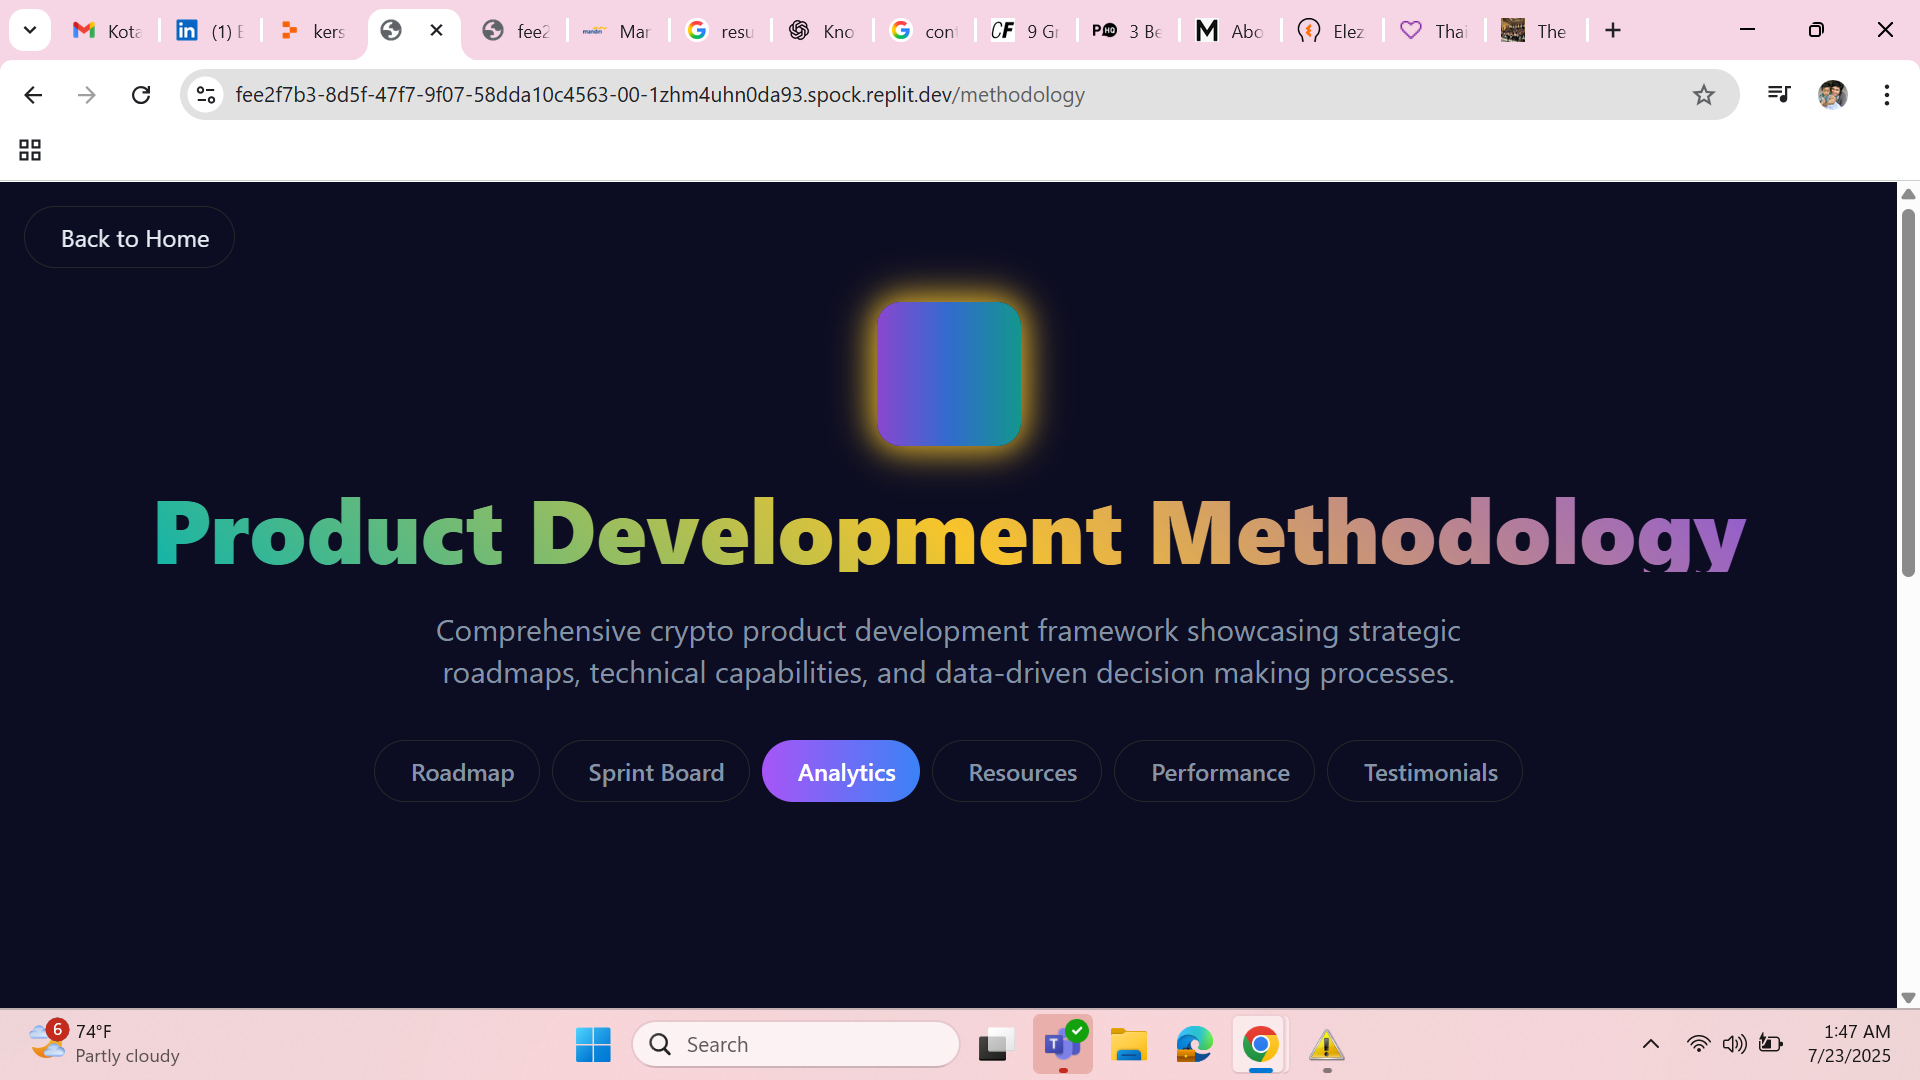 Kota
(1) E
kers
fee2
Mar
resu
Kno
con
CF 9 Gr
PHQ 3 Be
M Abo
Elez
Thai
The
fee2f7b3-8d5f-47f7-9f07-58dda10c4563-00-1zhm4uhn0da93.spock.replit.dev/methodology
Back to Home
Product Development Methodology
Comprehensive crypto product development framework showcasing strategic
roadmaps, technical capabilities, and data-driven decision making processes.
Roadmap
Sprint Board
Analytics
Resources
Performance
Testimonials
6
74°F
Partly cloudy
Search
1:47 AM
7/23/2025